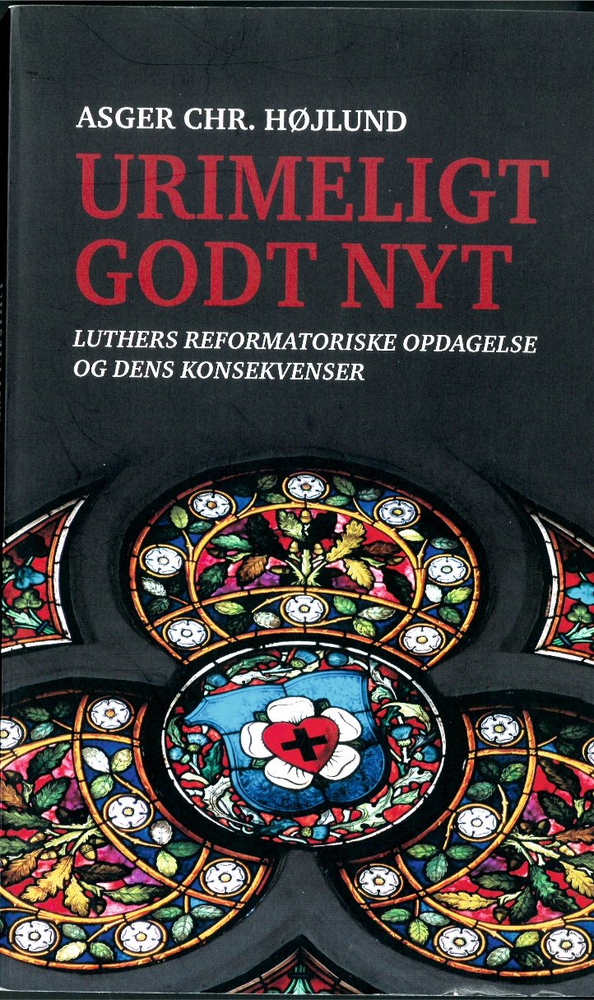 ASGER CHR. HØJLUND
URIMELIGT
GODT NYT
LUTHERS REFORMATORISKE OPDAGELSE
OG DENS KONSEKVENSER